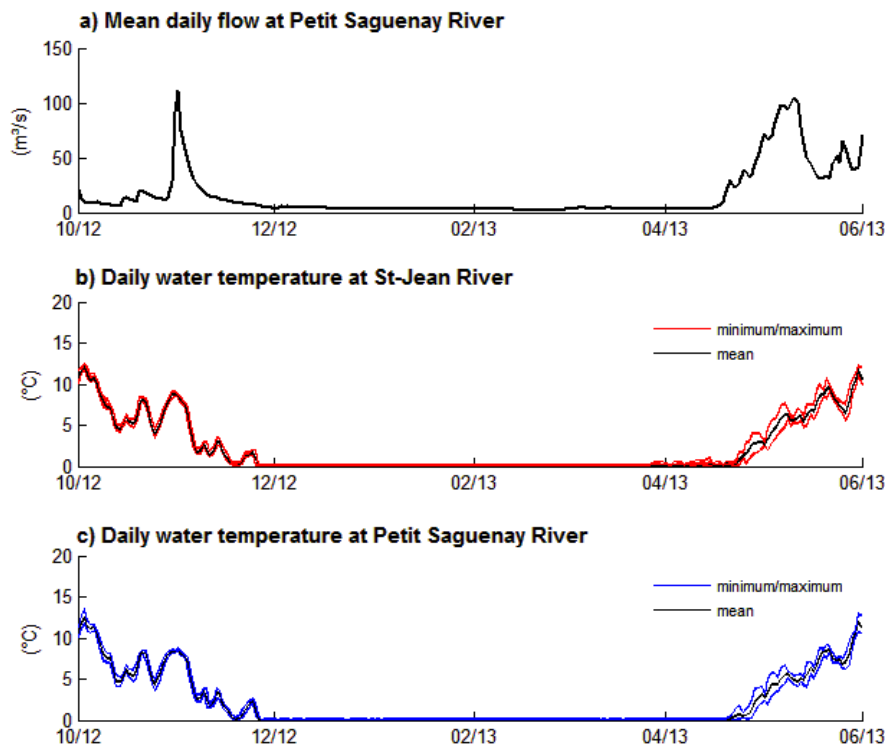 a) Mean daily flow at Petit Saguenay River
150
100
50
0
(m³/s)
10/12 12/12 02/13 04/13 06/13
b) Daily water temperature at St-Jean River
20
15
10
5
0
(°C)
minimum/maximum
mean
10/12 12/12 02/13 04/13 06/13
c) Daily water temperature at Petit Saguenay River
20
15
10
5
0
(°C)
minimum/maximum
mean
10/12 12/12 02/13 04/13 06/13